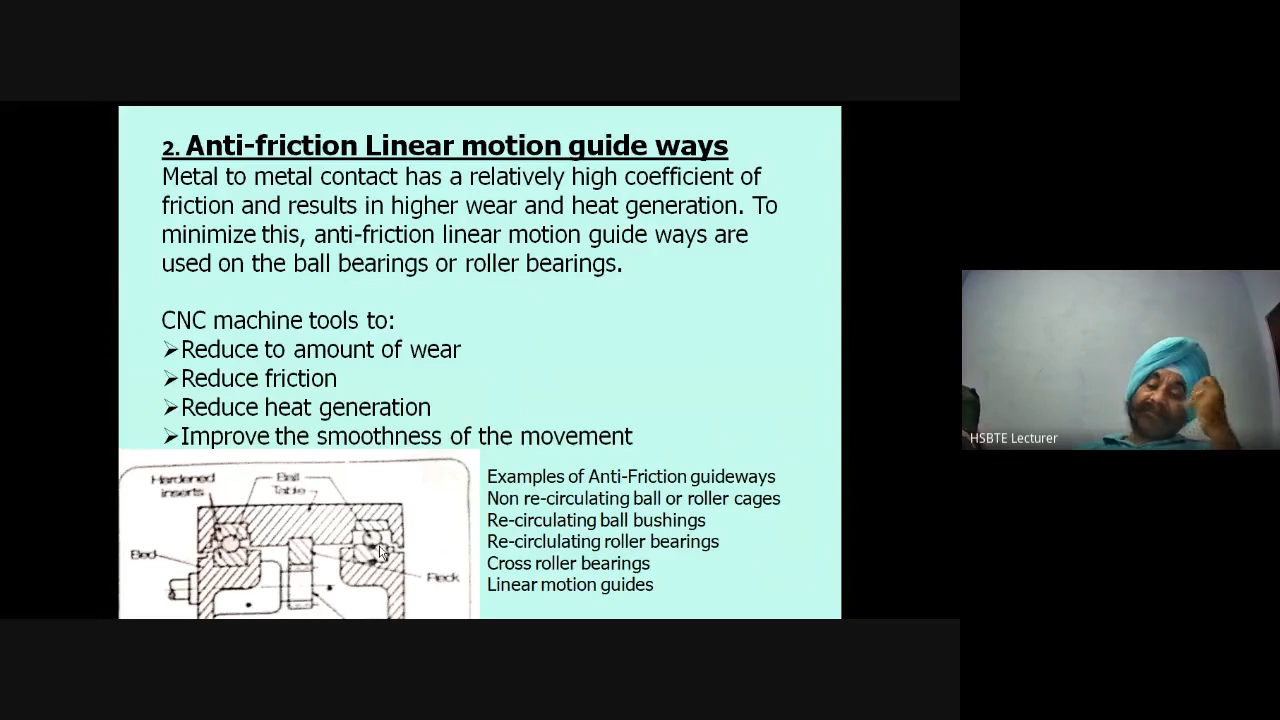 2. Anti-friction Linear motion guide ways
Metal to metal contact has a relatively high coefficient of
friction and results in higher wear and heat generation. To
minimize this, anti-friction linear motion guide ways are
used on the ball bearings or roller bearings.
CNC machine tools to:
➢Reduce to amount of wear
➢Reduce friction
➢Reduce heat generation
➢Improve the smoothness of the movement
Hardened
inserts
Ball
Table
Bed
Rack
Examples of Anti-Friction guideways
Non re-circulating ball or roller cages
Re-circulating ball bushings
Re-circlulating roller bearings
Cross roller bearings
Linear motion guides
HSBTE Lecturer